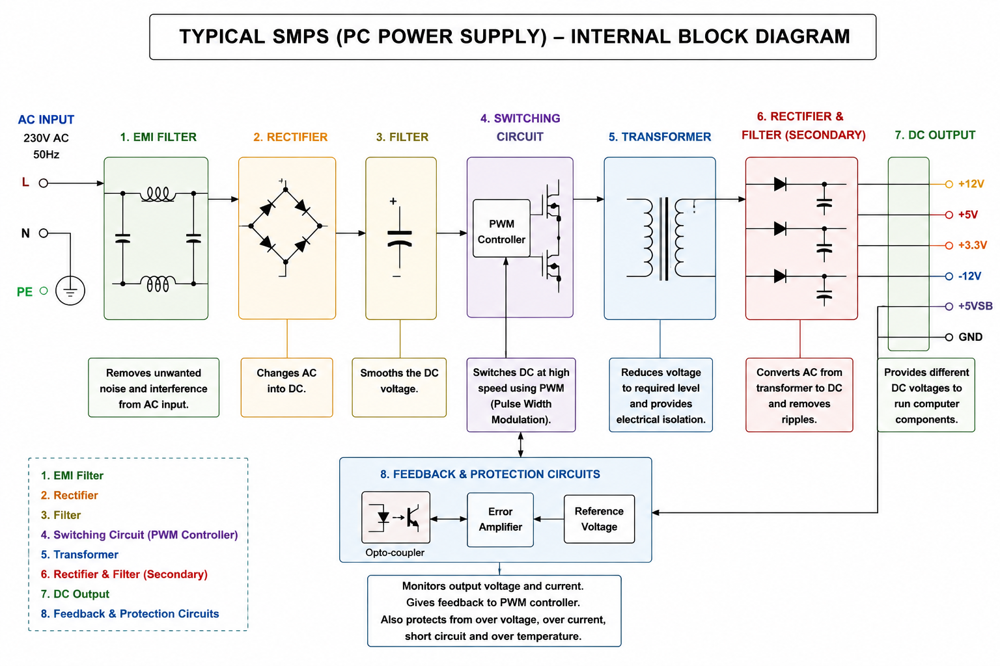 TYPICAL SMPS (PC POWER SUPPLY) – INTERNAL BLOCK DIAGRAM
AC INPUT
230V AC
50Hz
L
N
PE
1. EMI FILTER
2. RECTIFIER
3. FILTER
4. SWITCHING
CIRCUIT
5. TRANSFORMER
6. RECTIFIER &
FILTER (SECONDARY)
7. DC OUTPUT
+
−
+
−
PWM
Controller
+12V
+5V
+3.3V
-12V
+5VSB
GND
Removes unwanted
noise and interference
from AC input.
Changes AC
into DC.
Smooths the DC
voltage.
Switches DC at high
speed using PWM
(Pulse Width
Modulation).
Reduces voltage
to required level
and provides
electrical isolation.
Converts AC from
transformer to DC
and removes
ripples.
Provides different
DC voltages to
run computer
components.
1. EMI Filter
2. Rectifier
3. Filter
4. Switching Circuit (PWM Controller)
5. Transformer
6. Rectifier & Filter (Secondary)
7. DC Output
8. Feedback & Protection Circuits
8. FEEDBACK & PROTECTION CIRCUITS
Opto-coupler
Error
Amplifier
Reference
Voltage
Monitors output voltage and current.
Gives feedback to PWM controller.
Also protects from over voltage, over current,
short circuit and over temperature.